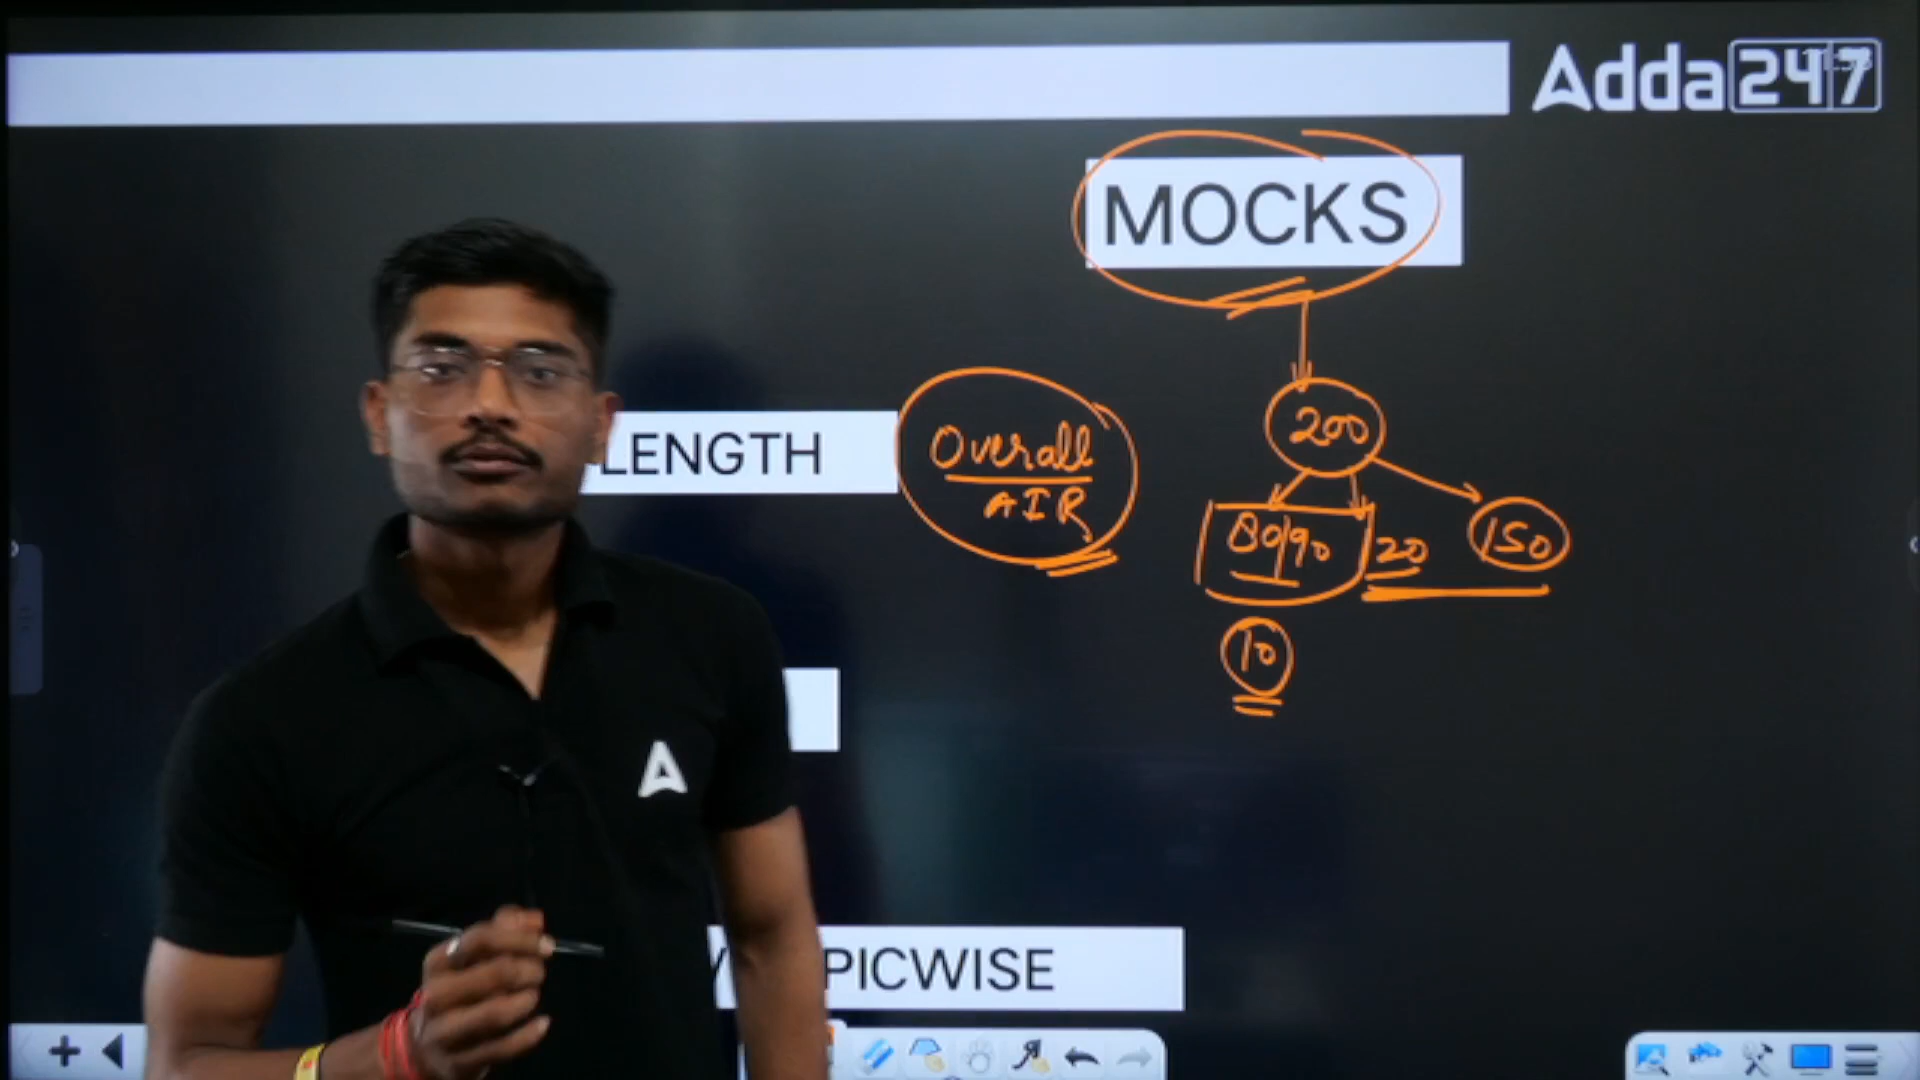 Adda247
MOCKS
200
LENGTH
Overall
AIR
80/90
20
150
10
PICWISE